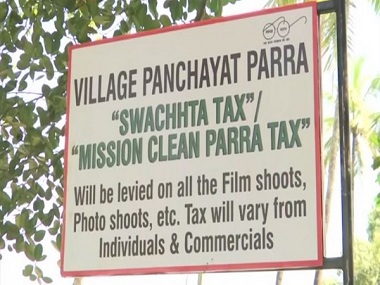 VILLAGE PANCHAYAT PARRA
"SWACHHTA TAX"/
"MISSION CLEAN PARRA TAX"
Will be levied on all the Film shoots,
Photo shoots, etc. Tax will vary from
Individuals & Commercials